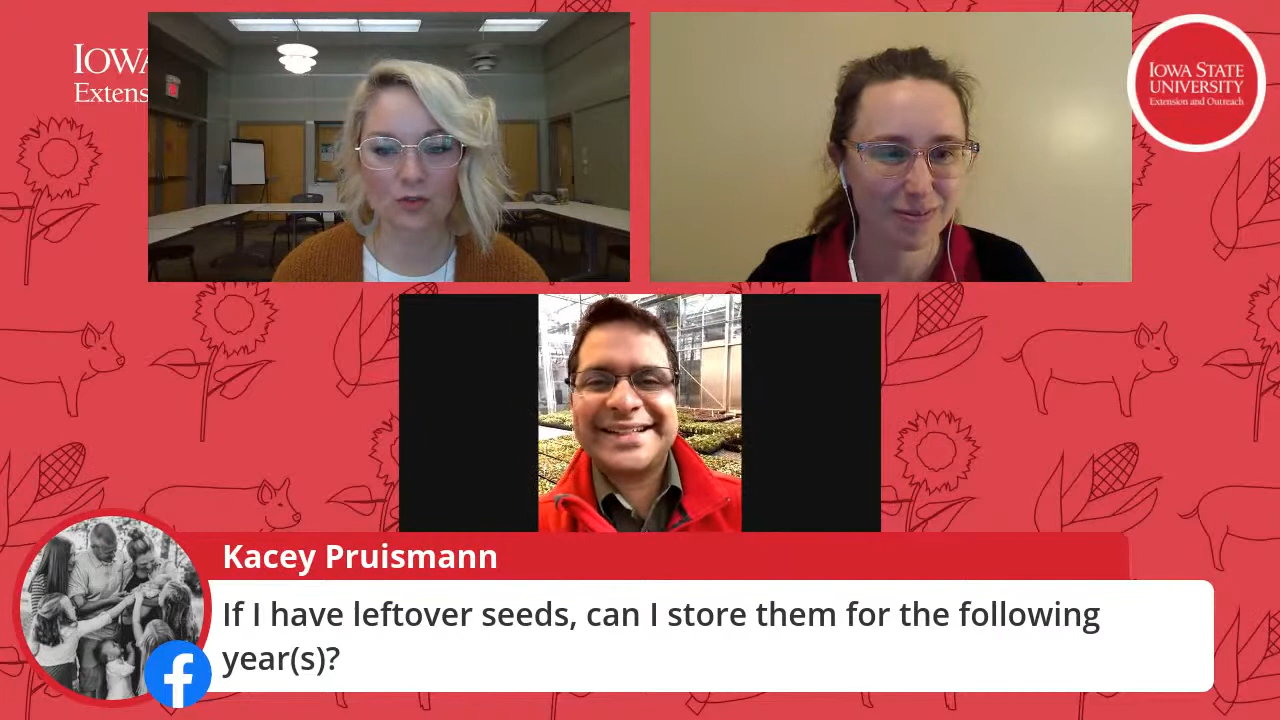 IOWA
Extens
IOWA STATE
UNIVERSITY
Extension and Outreach
Kacey Pruismann
If I have leftover seeds, can I store them for the following
year(s)?